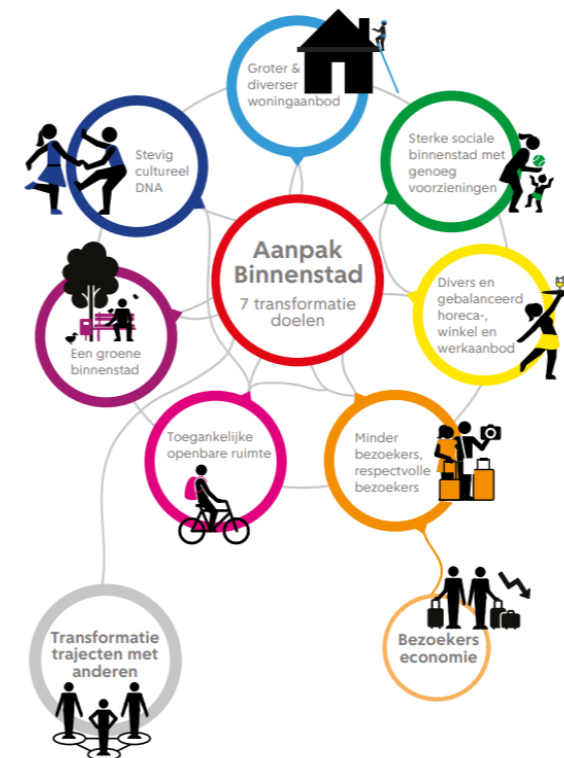 Groter &
diverser
woningaanbod
Stevig
cultureel
DNA
Sterke sociale
binnenstad met
genoeg
voorzieningen
Aanpak
Binnenstad
7 transformatie
doelen
Divers en
gebalanceerd
horeca-,
winkel en
werkaanbod
Een groene
binnenstad
Toegankelijke
openbare ruimte
Minder
bezoekers,
respectvolle
bezoekers
Transformatie
trajecten met
anderen
Bezoekers
economie